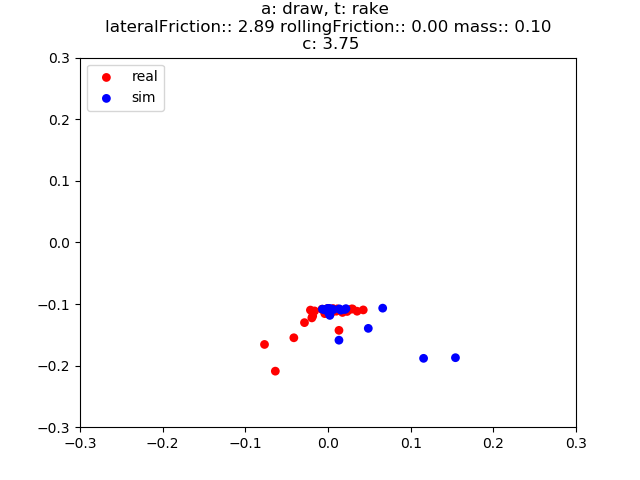 a: draw, t: rake
lateralFriction:: 2.89 rollingFriction:: 0.00 mass:: 0.10
c: 3.75
real
sim
0.3
0.2
0.1
0.0
−0.1
−0.2
−0.3
−0.3
−0.2
−0.1
0.0
0.1
0.2
0.3